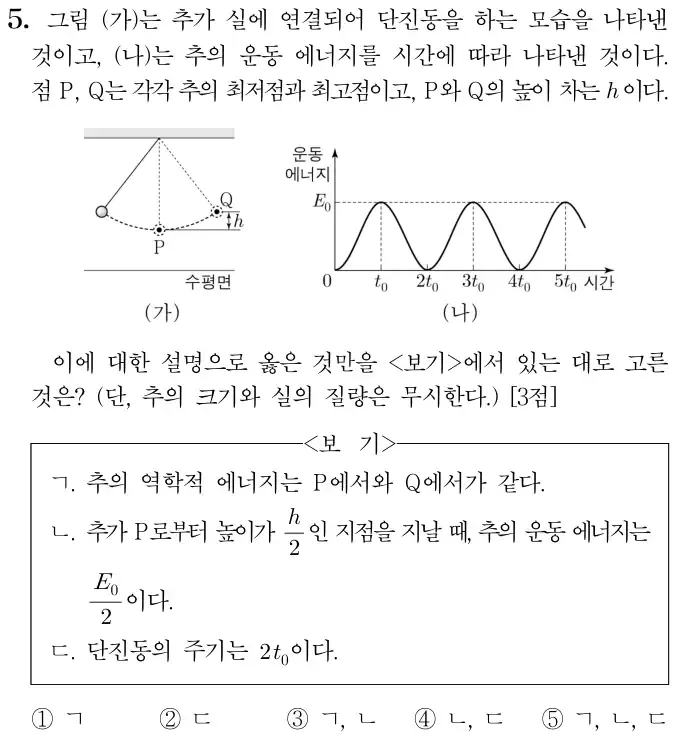 5. 그림 (가)는 추가 실에 연결되어 단진동을 하는 모습을 나타낸
것이고, (나)는 추의 운동 에너지를 시간에 따라 나타낸 것이다.
점 P, Q는 각각 추의 최저점과 최고점이고, P와 Q의 높이 차는 h이다.
Q
h
P
수평면
(가)
운동
에너지
E₀
0 t₀ 2t₀ 3t₀ 4t₀ 5t₀ 시간
(나)
이에 대한 설명으로 옳은 것만을 <보기>에서 있는 대로 고른
것은? (단, 추의 크기와 실의 질량은 무시한다.) [3점]
<보 기>
ㄱ. 추의 역학적 에너지는 P에서와 Q에서가 같다.
ㄴ. 추가 P로부터 높이가 h/2인 지점을 지날 때, 추의 운동 에너지는
E₀/2이다.
ㄷ. 단진동의 주기는 2t₀이다.
① ㄱ ② ㄷ ③ ㄱ, ㄴ ④ ㄴ, ㄷ ⑤ ㄱ, ㄴ, ㄷ